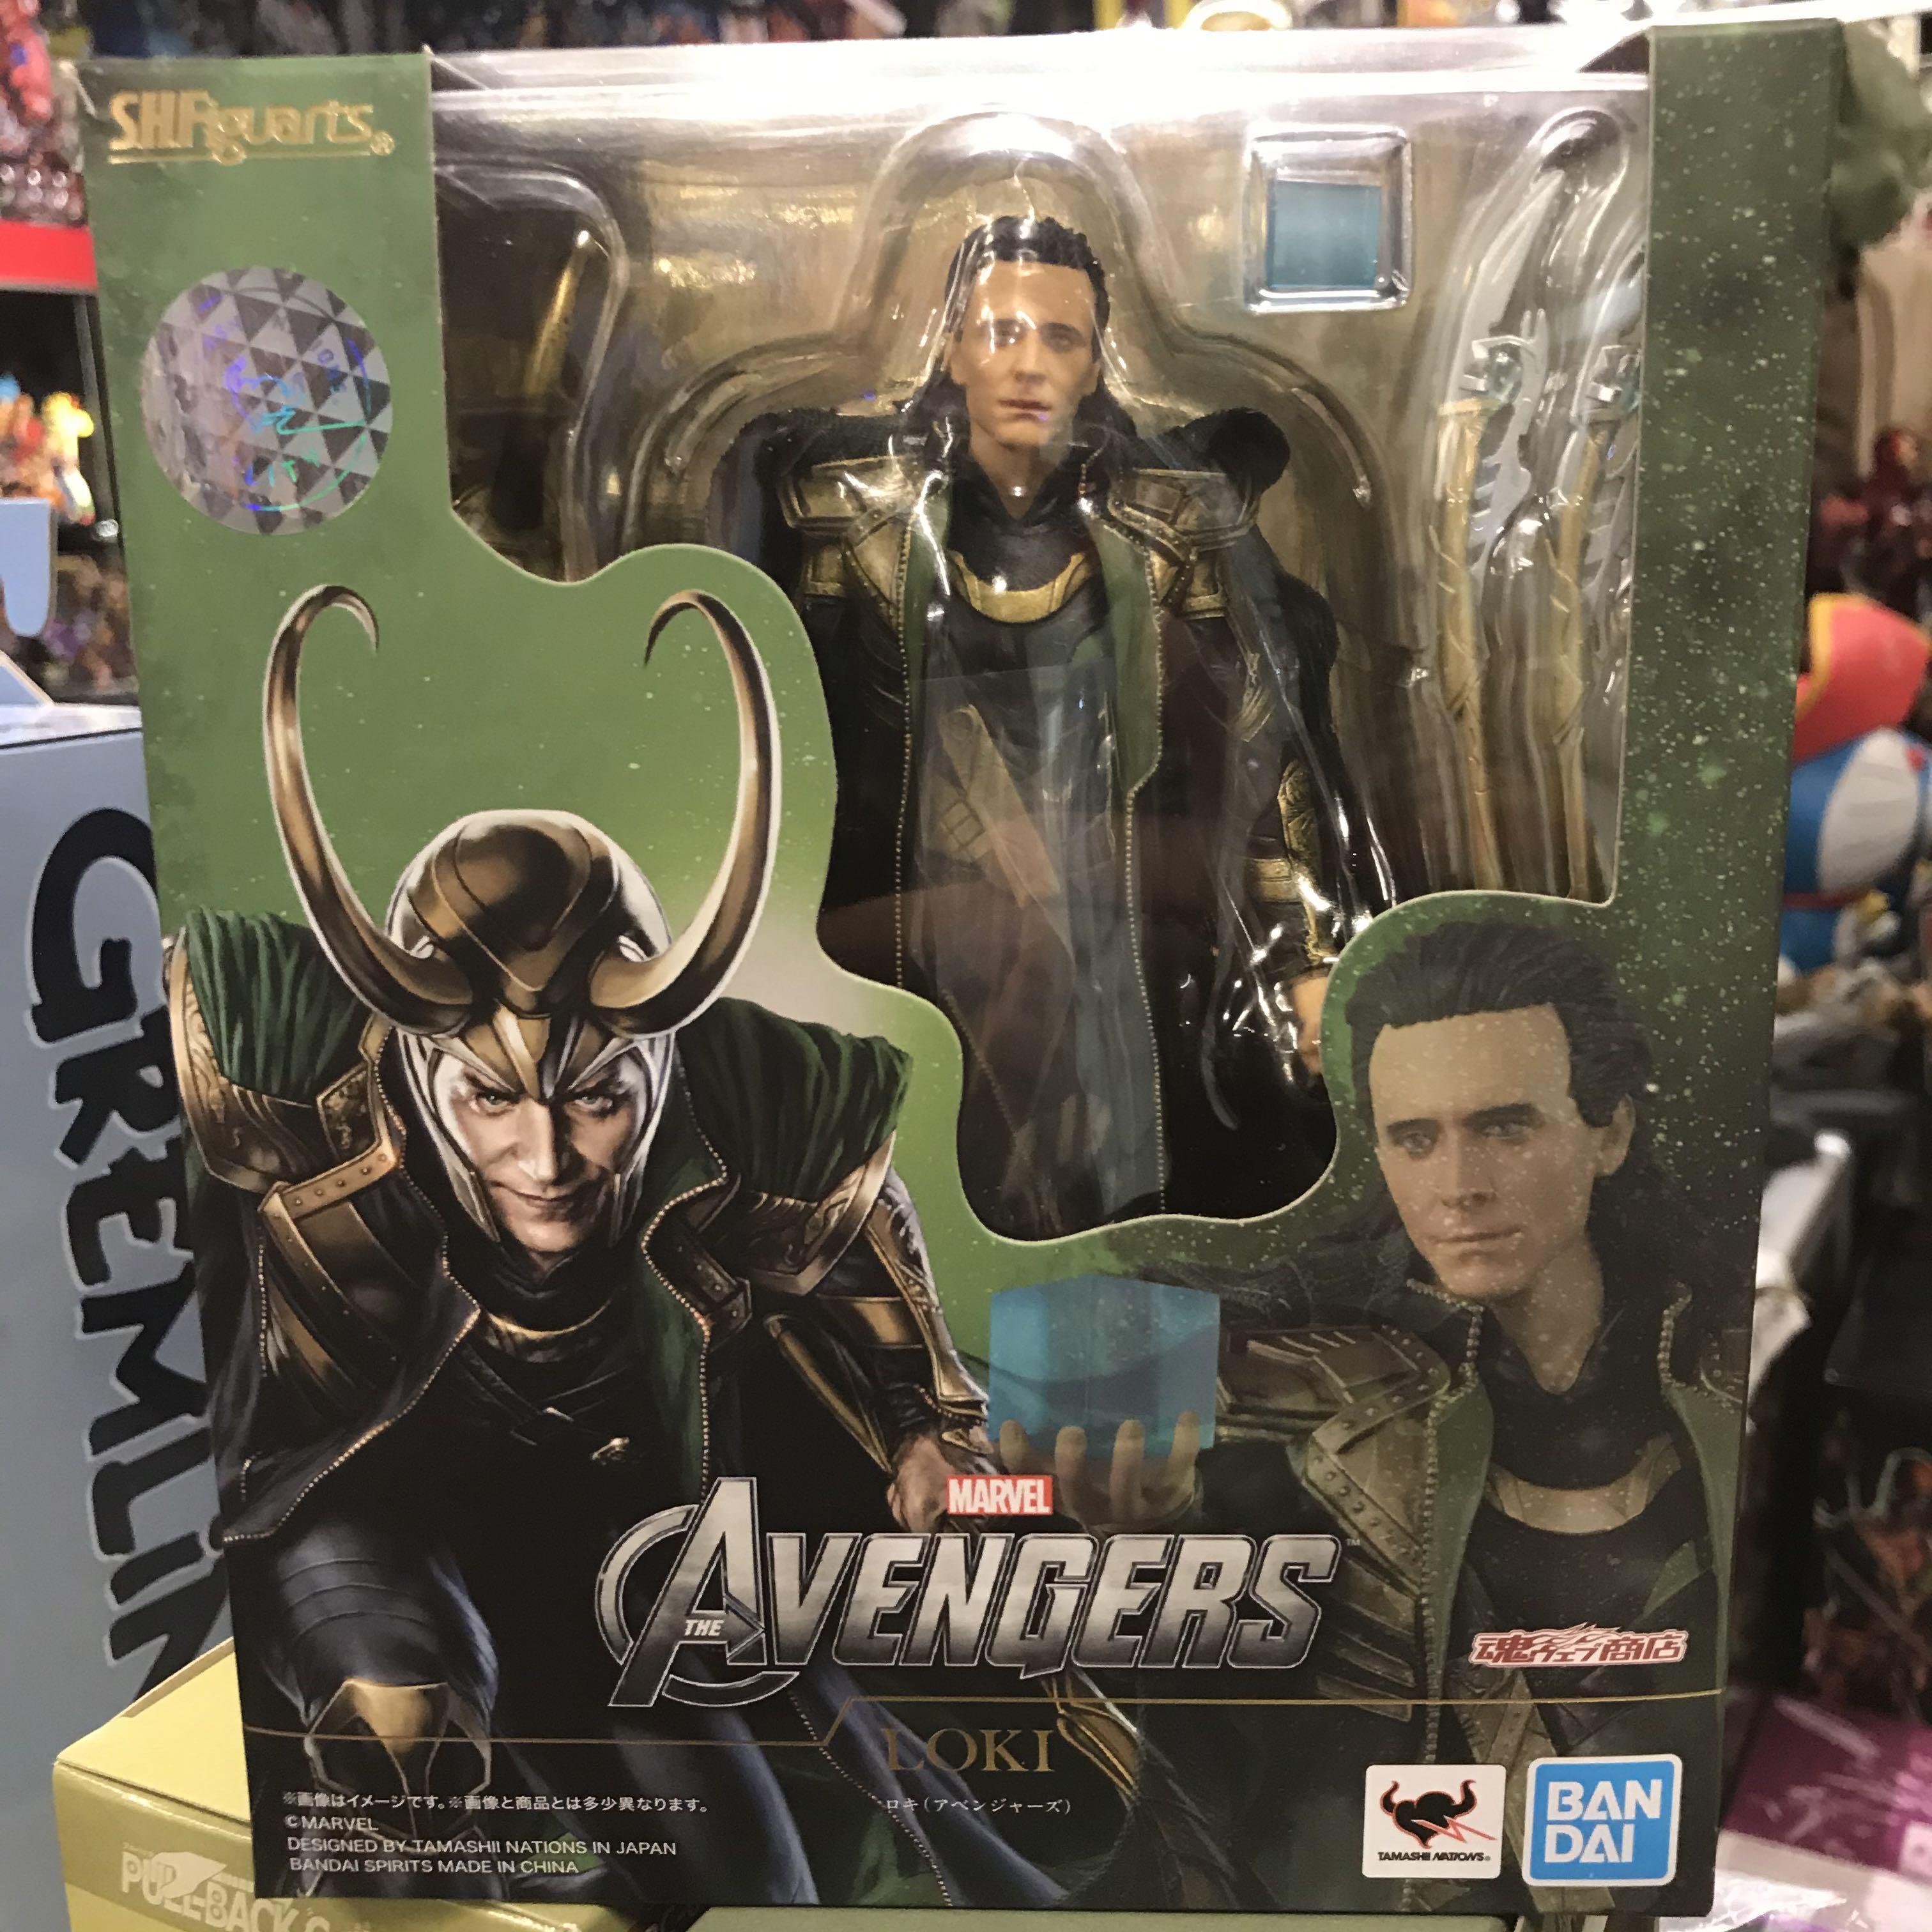 S.H.Figuarts®
GREMLIN
MARVEL
THE AVENGERS™
魂ウェブ商店
LOKI
ロキ（アベンジャーズ）
※画像はイメージです。※画像と商品とは多少異なります。
©MARVEL
DESIGNED BY TAMASHII NATIONS IN JAPAN
BANDAI SPIRITS MADE IN CHINA
TAMASHII NATIONS®
BAN
DAI
PULL-BACK